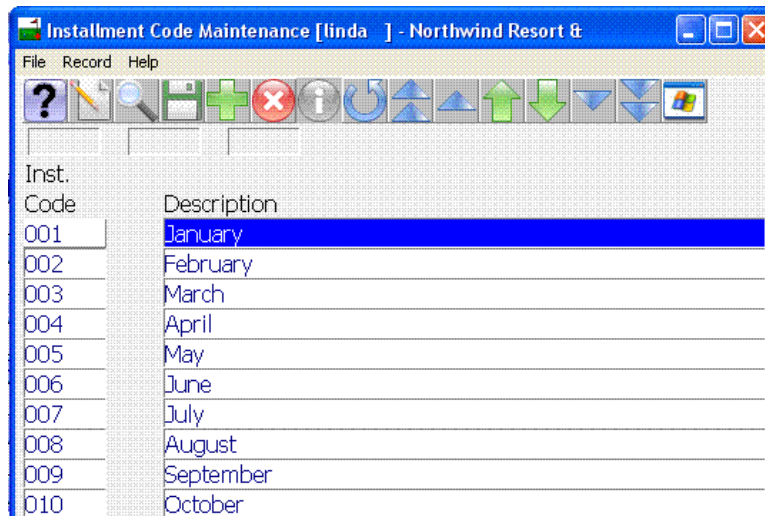 Installment Code Maintenance [linda   ] - Northwind Resort &
File Record Help
?
Inst.
Code Description
001 January
002 February
003 March
004 April
005 May
006 June
007 July
008 August
009 September
010 October